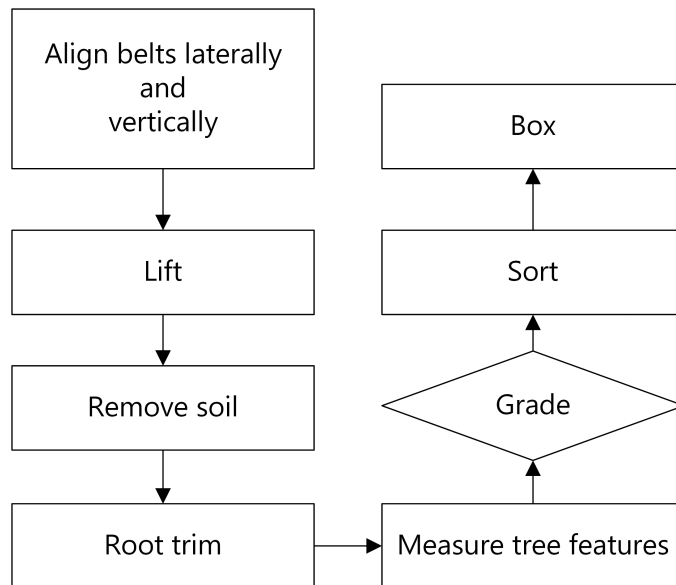 Align belts laterally
and
vertically
Lift
Remove soil
Root trim
Measure tree features
Grade
Sort
Box